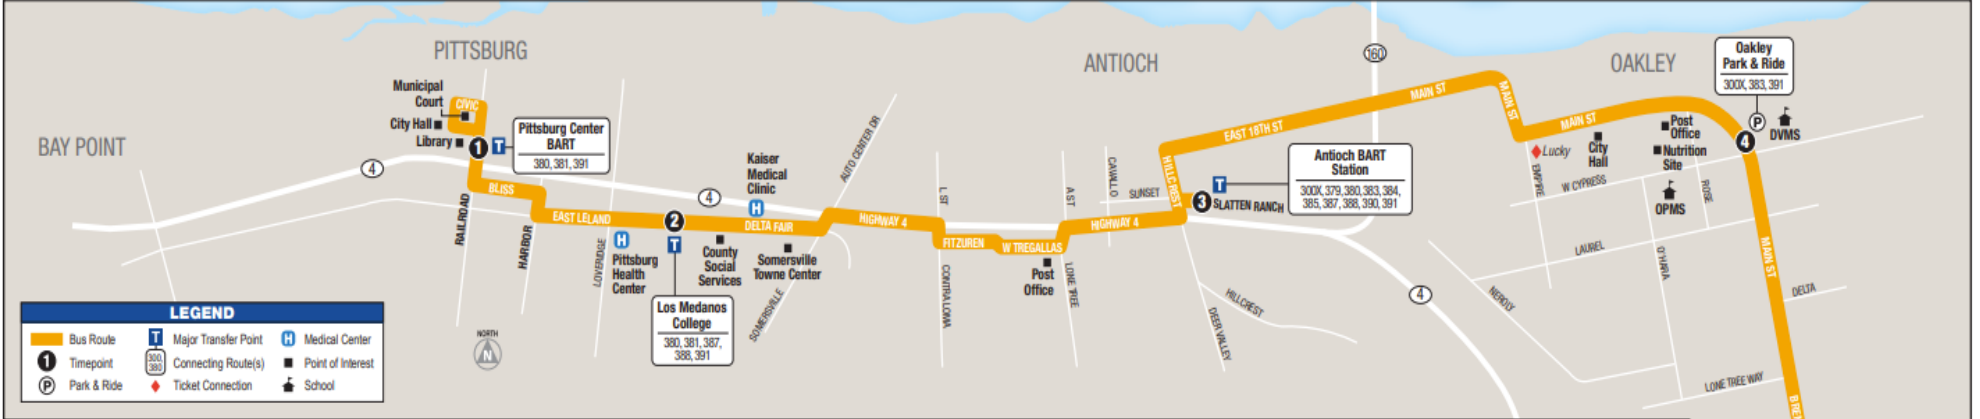 PITTSBURG
ANTIOCH
OAKLEY
BAY POINT
160
Municipal
Court
CIVIC
City Hall
Library
1
T
Pittsburg Center
BART
380, 381, 391
4
RAILROAD
BLISS
HARBOR
EAST LELAND
LOVERIDGE
H
Pittsburg
Health
Center
2
T
Los Medanos
College
380, 381, 387,
388, 391
4
Kaiser
Medical
Clinic
H
DELTA FAIR
County
Social
Services
Somersville
Towne Center
SOMERSVILLE
AUTO CENTER DR
HIGHWAY 4
L ST
FITZUREN
CONTRA LOMA
W TREGALLAS
Post
Office
A ST
LONE TREE
HIGHWAY 4
CAVALLO
SUNSET
HILLCREST
3
T
SLATTEN RANCH
Antioch BART
Station
300X, 379, 380, 383, 384,
385, 387, 388, 390, 391
HILLCREST
DEER VALLEY
4
EAST 18TH ST
MAIN ST
MAIN ST
MAIN ST
Lucky
EMPIRE
City
Hall
Post
Office
Nutrition
Site
W CYPRESS
OPMS
ROSE
Oakley
Park & Ride
300X, 383, 391
P
DVMS
4
LAUREL
O'HARA
NEROLY
MAIN ST
DELTA
LONE TREE WAY
NORTH
N
LEGEND
Bus Route
T Major Transfer Point
H Medical Center
1 Timepoint
300, 380 Connecting Route(s)
Point of Interest
P Park & Ride
Ticket Connection
School